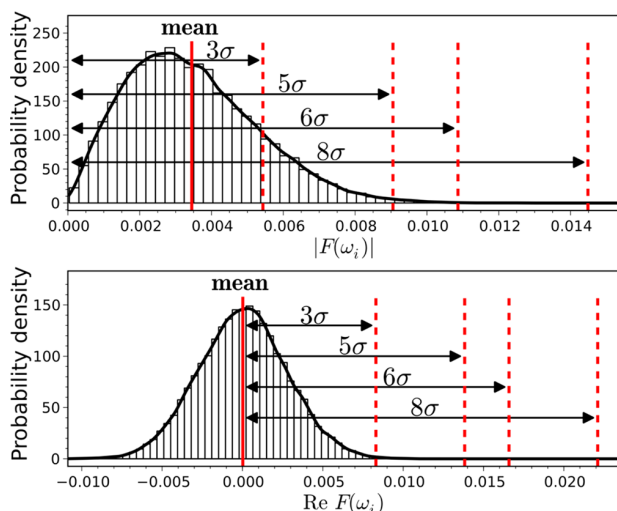 mean
3σ
5σ
6σ
8σ
Probability density
250
200
150
100
50
0
0.000 0.002 0.004 0.006 0.008 0.010 0.012 0.014
|F(ω_i)|
mean
3σ
5σ
6σ
8σ
Probability density
150
100
50
0
−0.010 −0.005 0.000 0.005 0.010 0.015 0.020
Re F(ω_i)